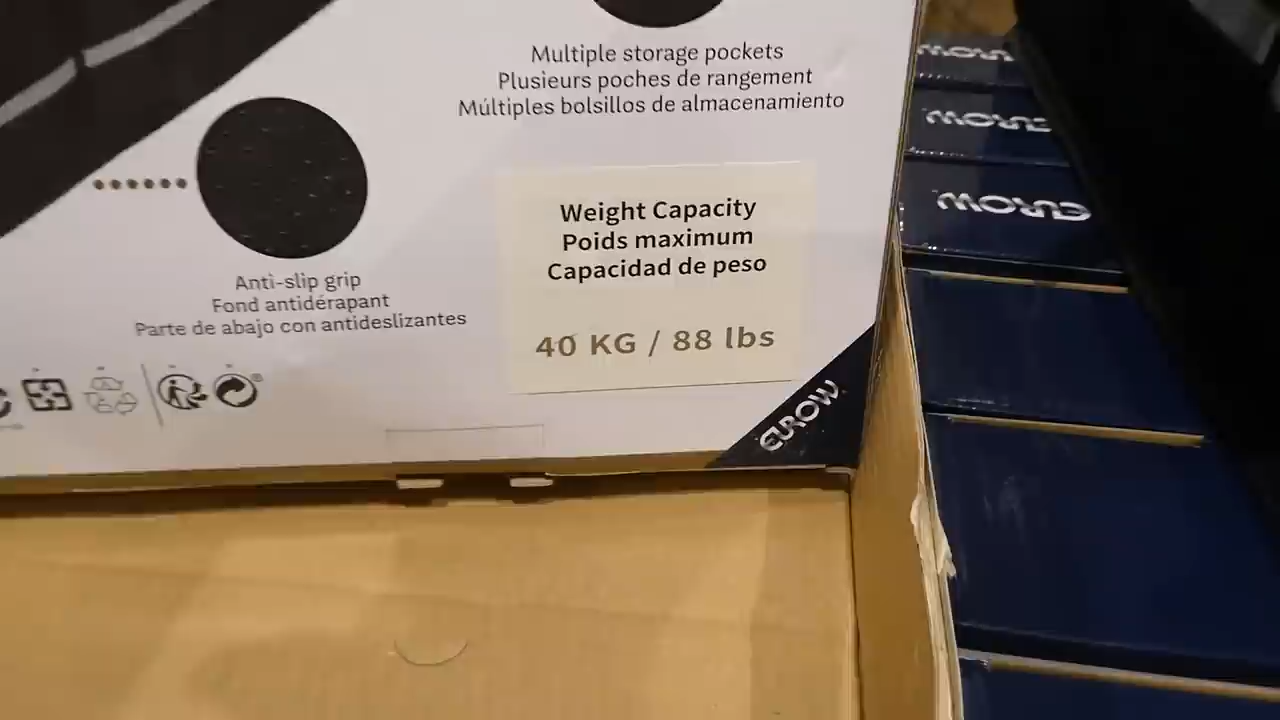 Multiple storage pockets
Plusieurs poches de rangement
Múltiples bolsillos de almacenamiento
Anti-slip grip
Fond antidérapant
Parte de abajo con antideslizantes
Weight Capacity
Poids maximum
Capacidad de peso
40 KG / 88 lbs
EUROW
EUROW
EUROW
EUROW